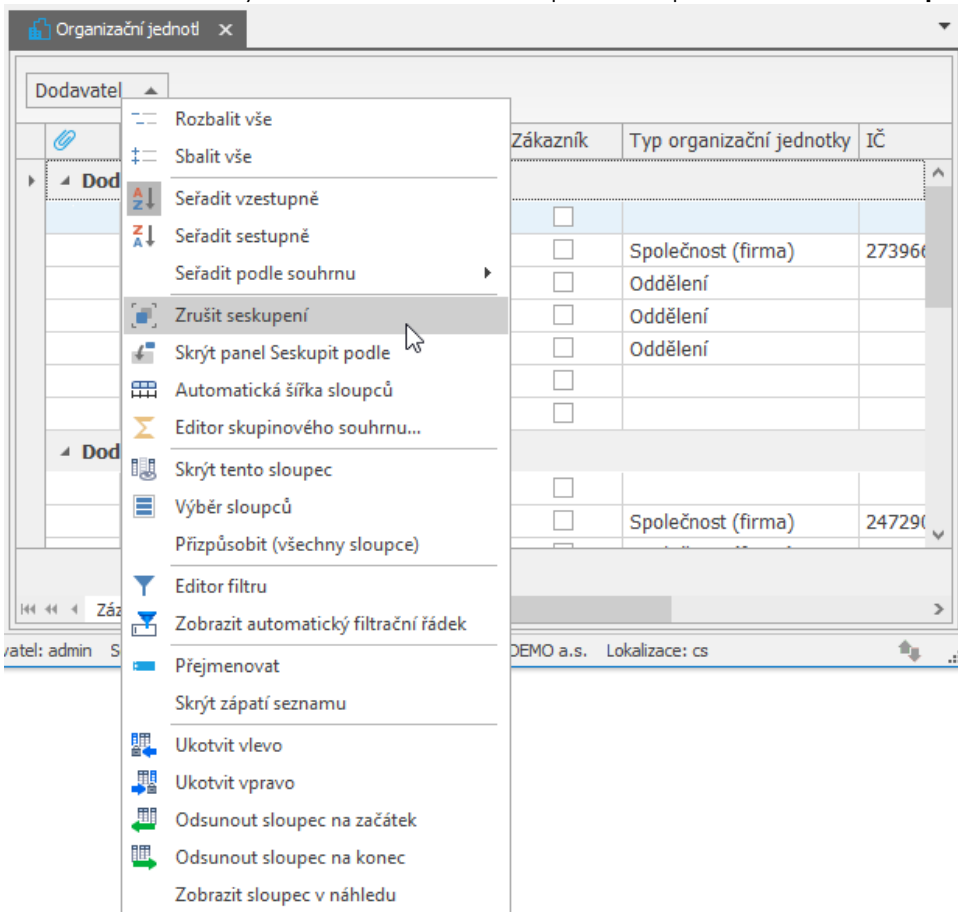 Organizační jednotl
Dodavatel
Zákazník Typ organizační jednotky IČ
Dod
Společnost (firma) 27396
Oddělení
Oddělení
Oddělení
Dod
Společnost (firma) 24729
Záz
admin S DEMO a.s. Lokalizace: cs
Rozbalit vše
Sbalit vše
Seřadit vzestupně
Seřadit sestupně
Seřadit podle souhrnu
Zrušit seskupení
Skrýt panel Seskupit podle
Automatická šířka sloupců
Editor skupinového souhrnu...
Skrýt tento sloupec
Výběr sloupců
Přizpůsobit (všechny sloupce)
Editor filtru
Zobrazit automatický filtrační řádek
Přejmenovat
Skrýt zápatí seznamu
Ukotvit vlevo
Ukotvit vpravo
Odsunout sloupec na začátek
Odsunout sloupec na konec
Zobrazit sloupec v náhledu